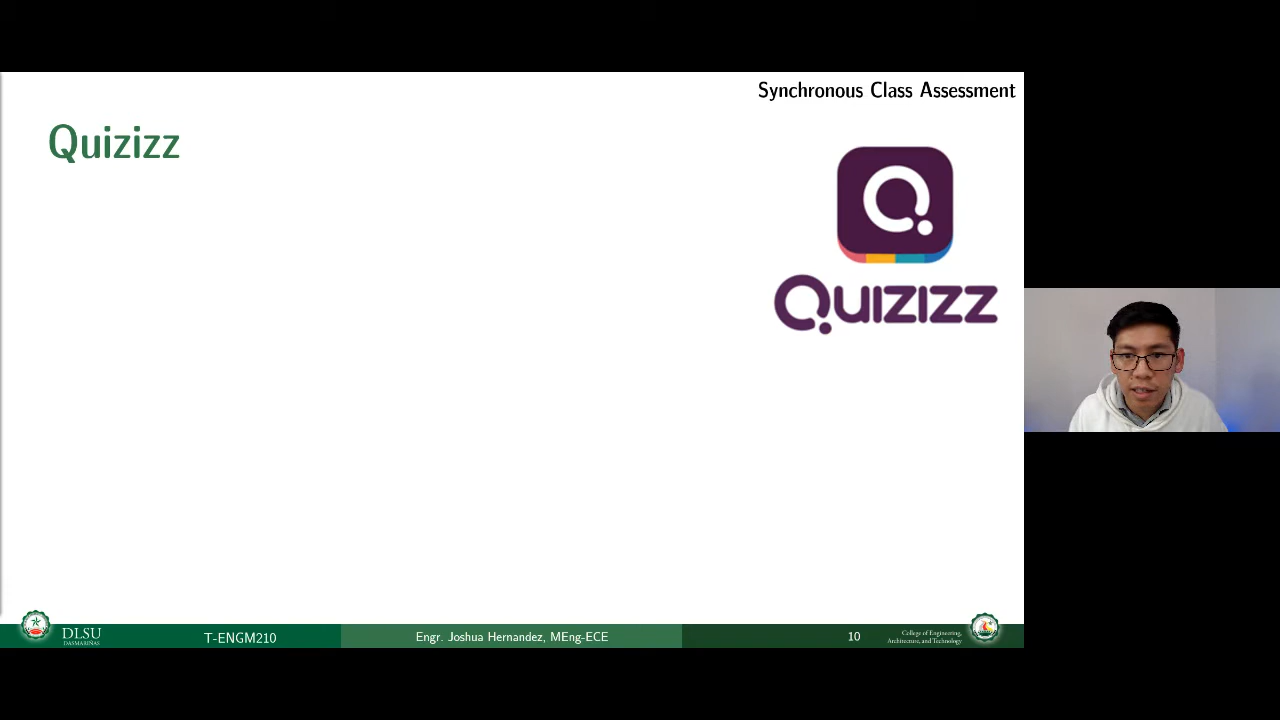 Synchronous Class Assessment
Quizizz
QUIZIZZ
DLSU
DASMARIÑAS
T-ENGM210
Engr. Joshua Hernandez, MEng-ECE
10
College of Engineering,
Architecture, and Technology